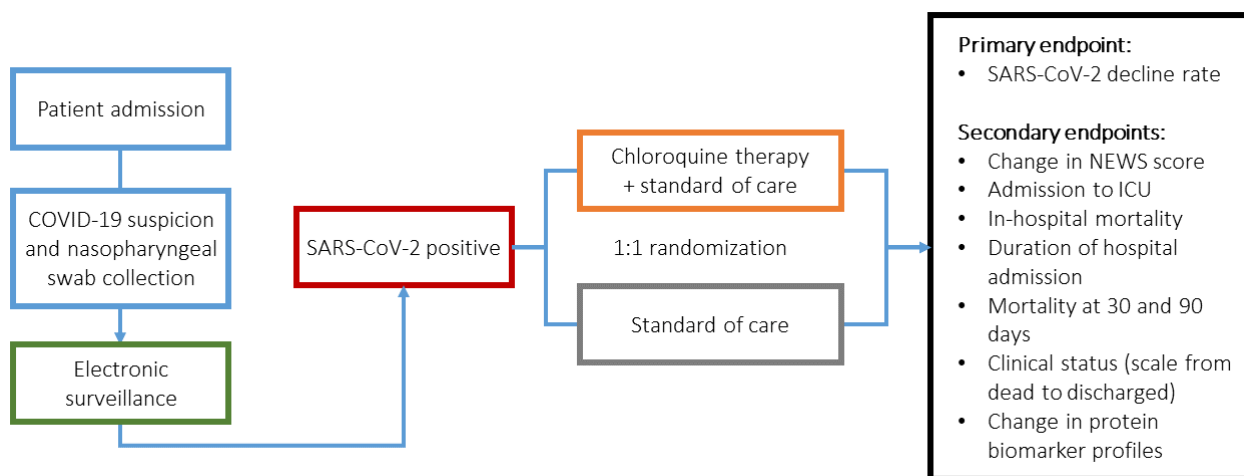 Patient admission
COVID-19 suspicion
and nasopharyngeal
swab collection
Electronic
surveillance
SARS-CoV-2 positive
Chloroquine therapy
+ standard of care
1:1 randomization
Standard of care
Primary endpoint:
• SARS-CoV-2 decline rate
Secondary endpoints:
• Change in NEWS score
• Admission to ICU
• In-hospital mortality
• Duration of hospital
admission
• Mortality at 30 and 90
days
• Clinical status (scale from
dead to discharged)
• Change in protein
biomarker profiles